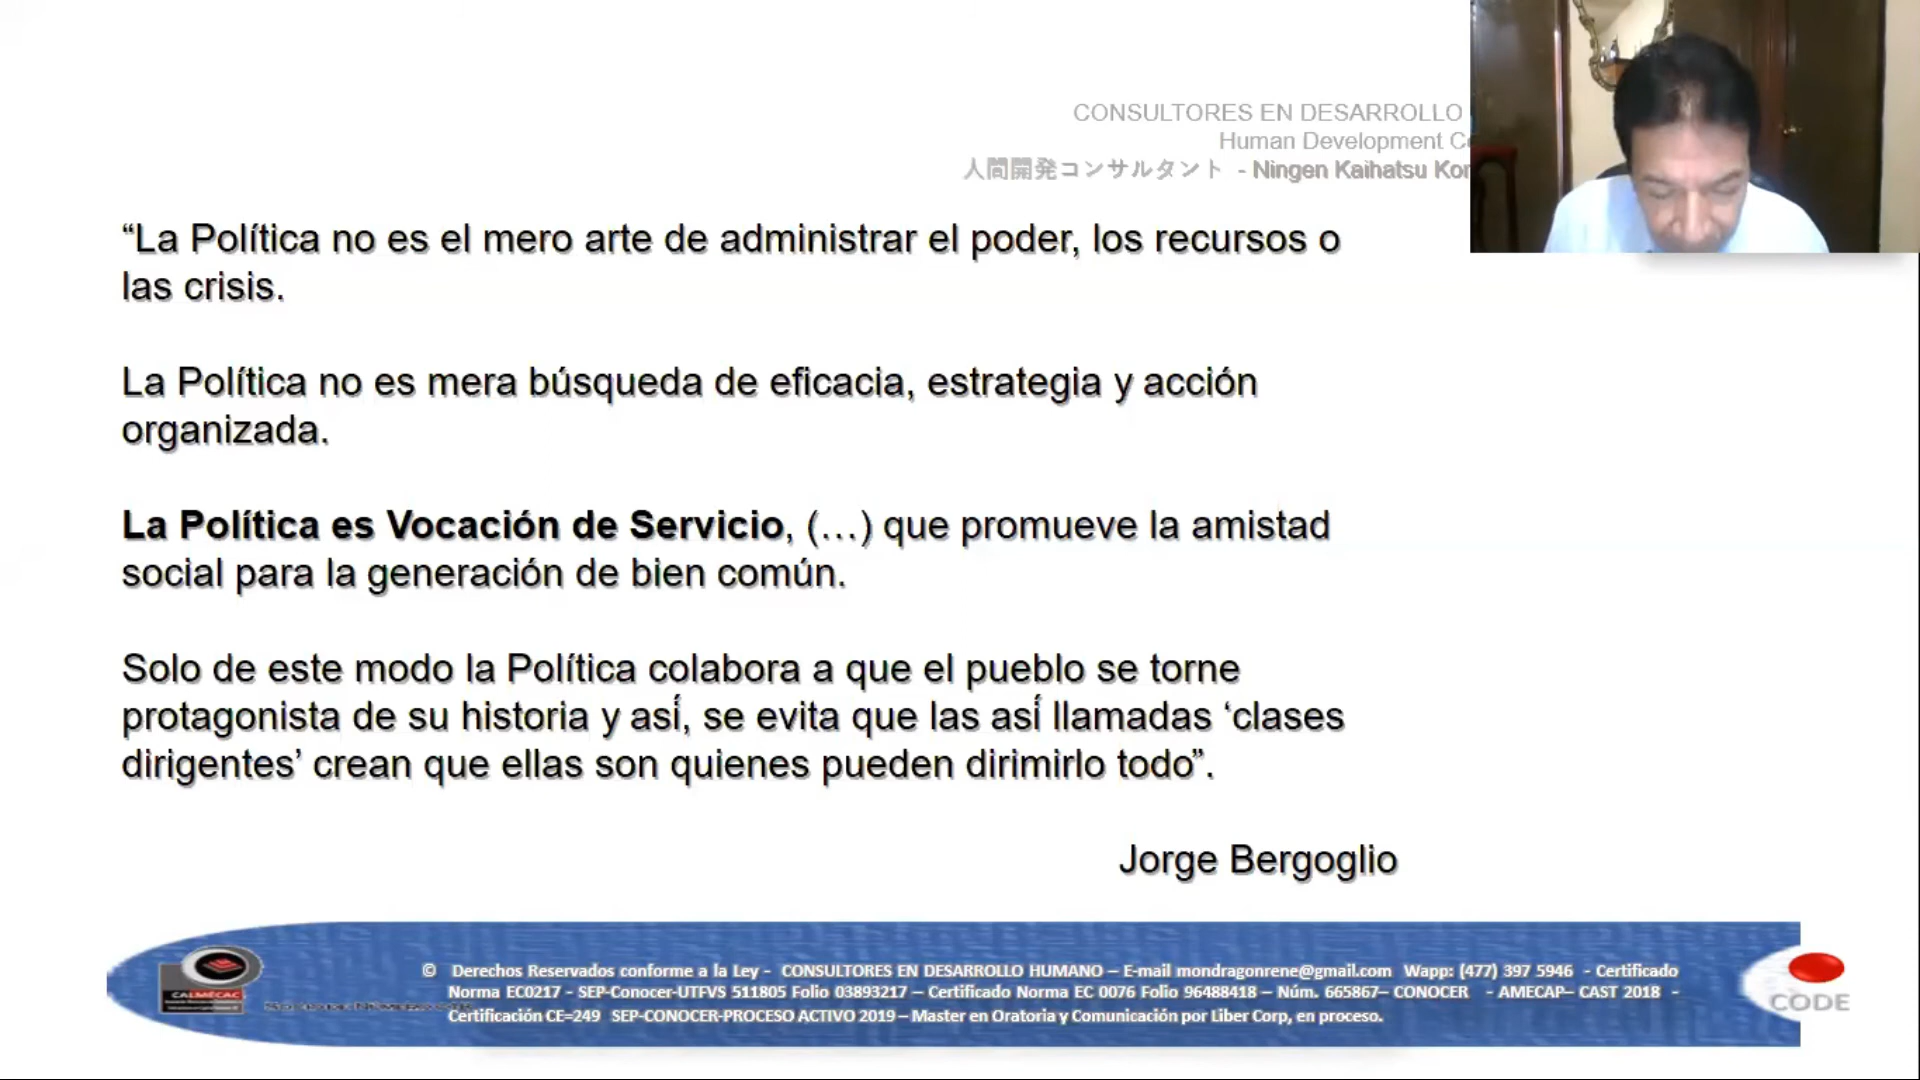 CONSULTORES EN DESARROLLO
Human Development
人間開発コンサルタント - Ningen Kaihatsu
“La Política no es el mero arte de administrar el poder, los recursos o
las crisis.
La Política no es mera búsqueda de eficacia, estrategia y acción
organizada.
La Política es Vocación de Servicio, (…) que promueve la amistad
social para la generación de bien común.
Solo de este modo la Política colabora a que el pueblo se torne
protagonista de su historia y así, se evita que las así llamadas ‘clases
dirigentes’ crean que ellas son quienes pueden dirimirlo todo”.
Jorge Bergoglio
© Derechos Reservados conforme a la Ley - CONSULTORES EN DESARROLLO HUMANO – E-mail mondragonrene@gmail.com Wapp: (477) 397 5946 - Certificado
Norma EC0217 - SEP-Conocer-UTFVS 511805 Folio 03893217 – Certificado Norma EC 0076 Folio 96488418 – Núm. 665867– CONOCER - AMECAP– CAST 2018 -
Certificación CE=249 SEP-CONOCER-PROCESO ACTIVO 2019 – Master en Oratoria y Comunicación por Liber Corp, en proceso.
CALMECAC
CODE